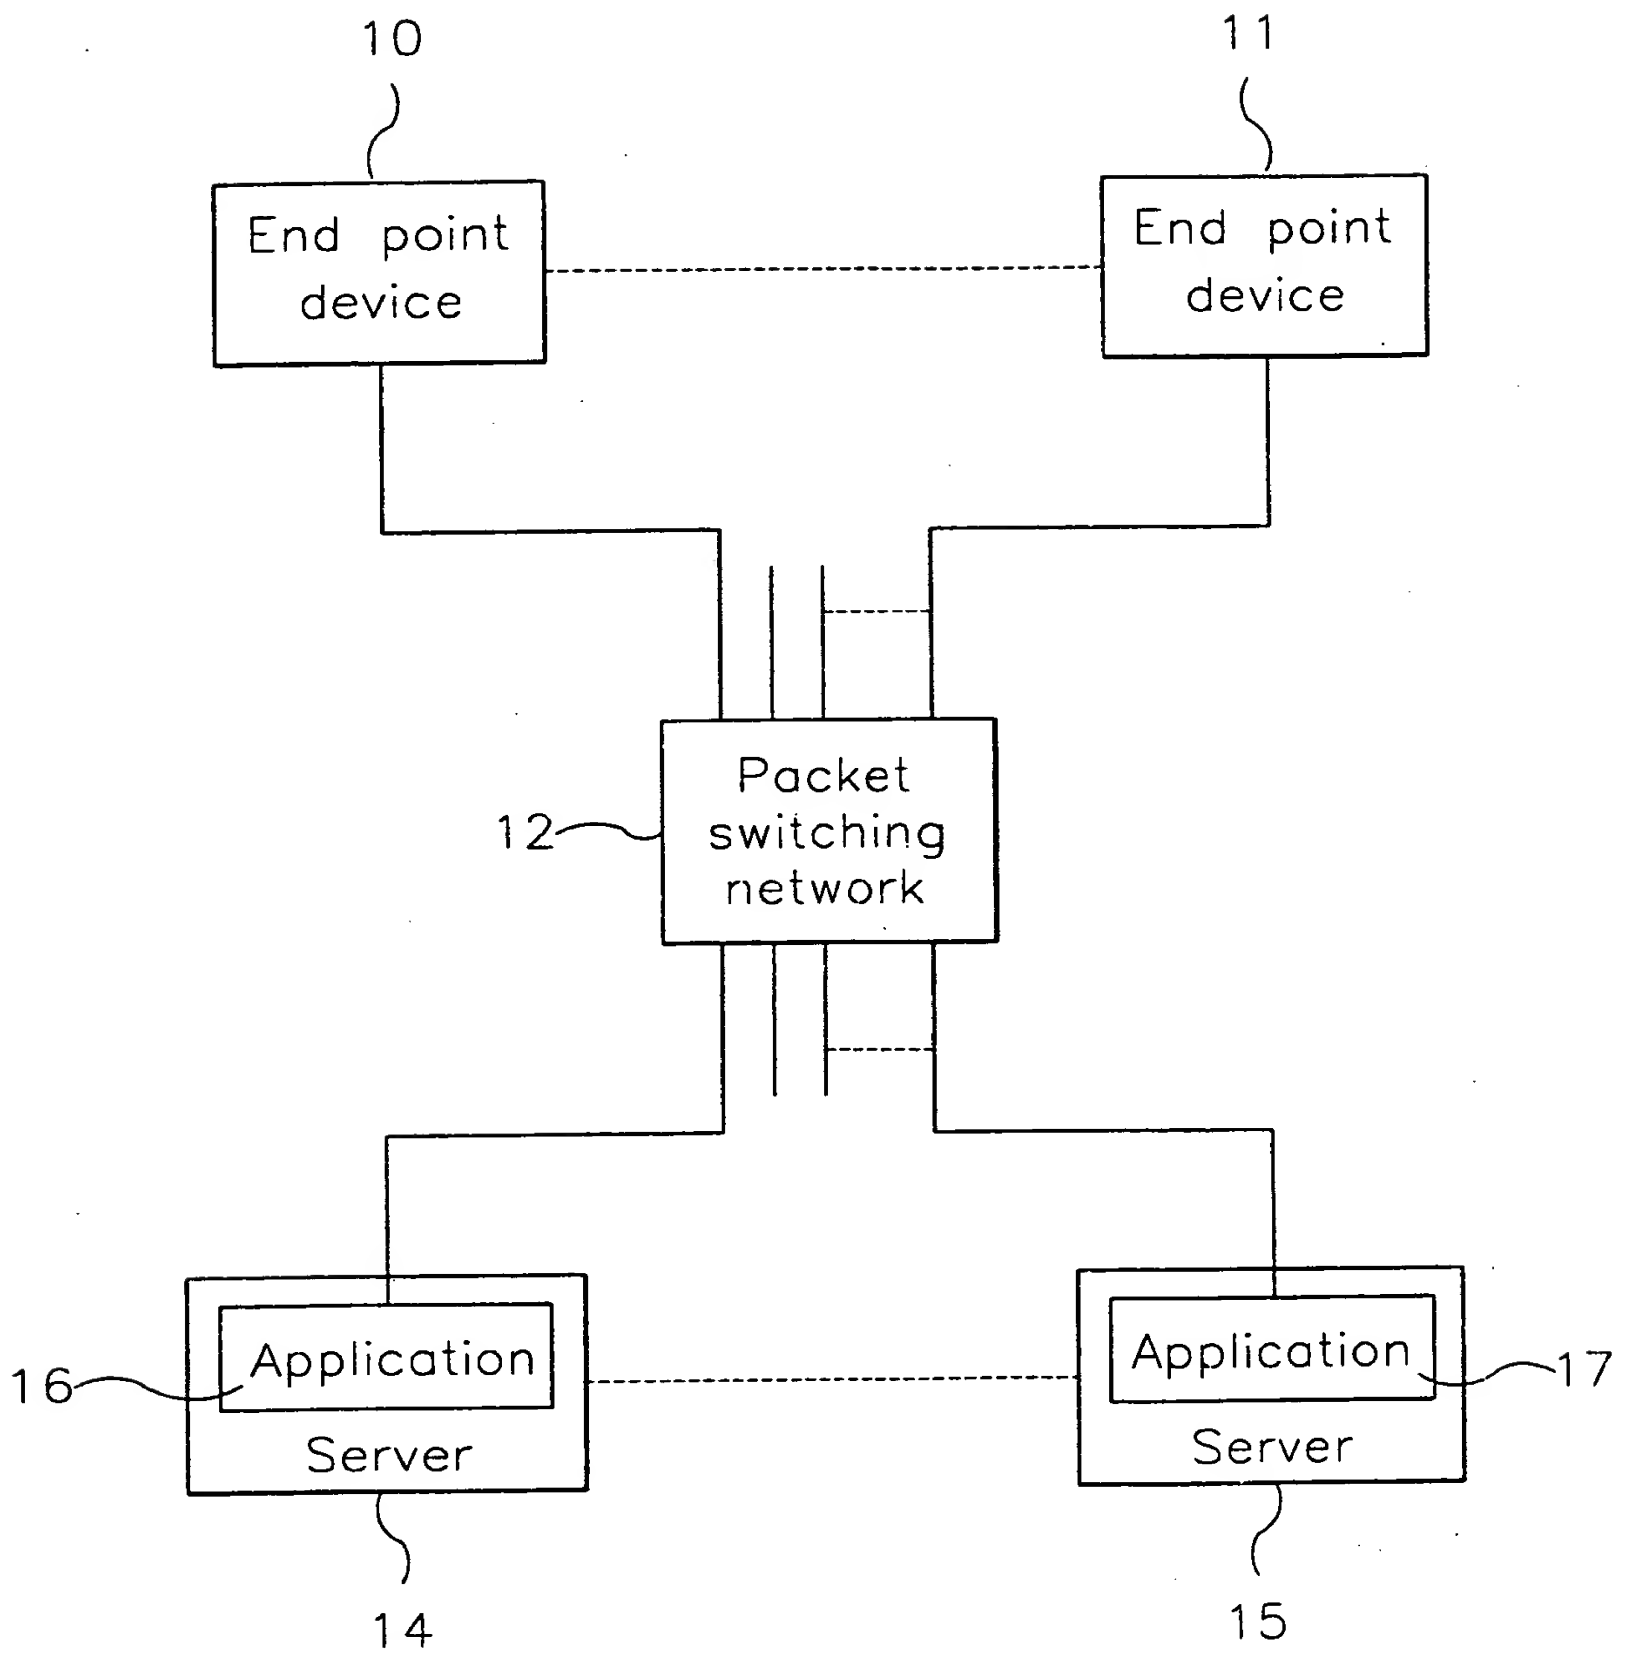 10
11
End point
device
End point
device
12
Packet
switching
network
Application
Application
16
17
Server
Server
14
15